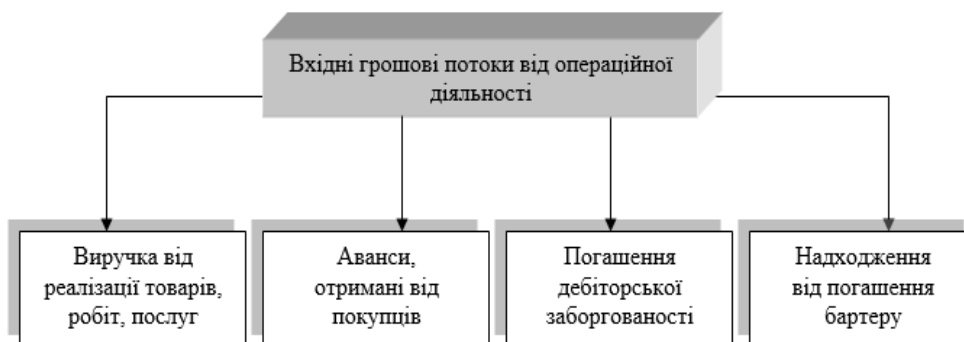 Вхідні грошові потоки від операційної
діяльності
Виручка від
реалізації товарів,
робіт, послуг
Аванси,
отримані від
покупців
Погашення
дебіторської
заборгованості
Надходження
від погашення
бартеру